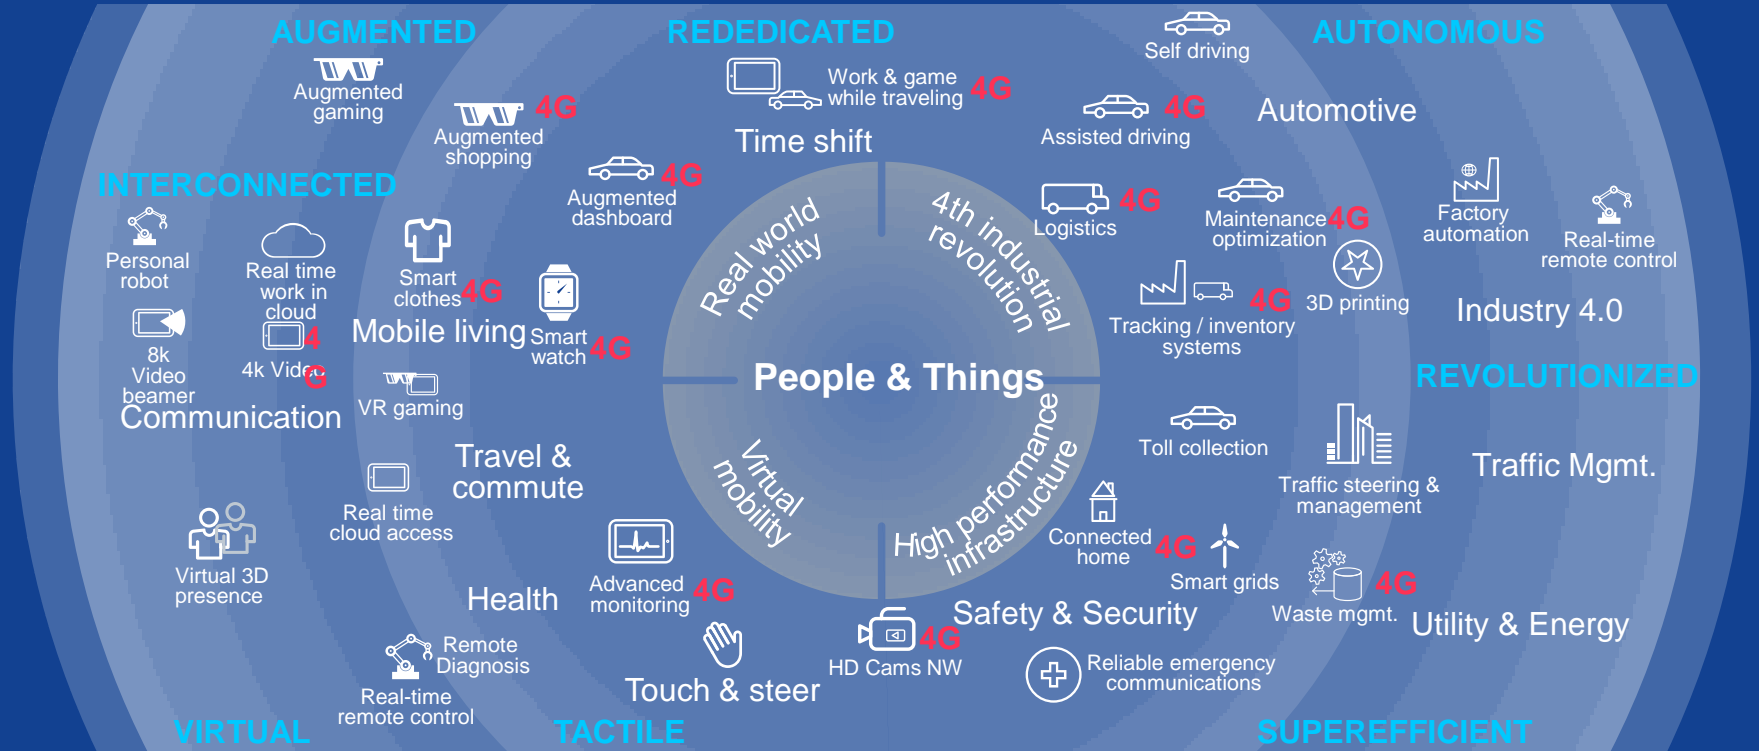 AUGMENTED
REDEDICATED
AUTONOMOUS
Self driving
Augmented
gaming
4G
Augmented
shopping
Work & game
while traveling
4G
Time shift
4G
Assisted driving
Automotive
INTERCONNECTED
4G
Augmented
dashboard
Real world
mobility
4th industrial
revolution
4G
Logistics
Maintenance
optimization
4G
Factory
automation
Real-time
remote control
Personal
robot
Real time
work in
cloud
Smart
clothes
4G
3D printing
4G
Tracking / inventory
systems
Industry 4.0
8k
Video
beamer
4
G
4k Video
Mobile living
Smart
watch
4G
People & Things
REVOLUTIONIZED
Communication
VR gaming
Toll collection
Travel &
commute
Virtual
mobility
High performance
infrastructure
Traffic steering &
management
Traffic Mgmt.
Real time
cloud access
Connected
home
4G
Smart grids
Virtual 3D
presence
Health
Advanced
monitoring
4G
4G
Waste mgmt.
Utility & Energy
Safety & Security
4G
HD Cams NW
Remote
Diagnosis
Real-time
remote control
Touch & steer
Reliable emergency
communications
VIRTUAL
TACTILE
SUPEREFFICIENT